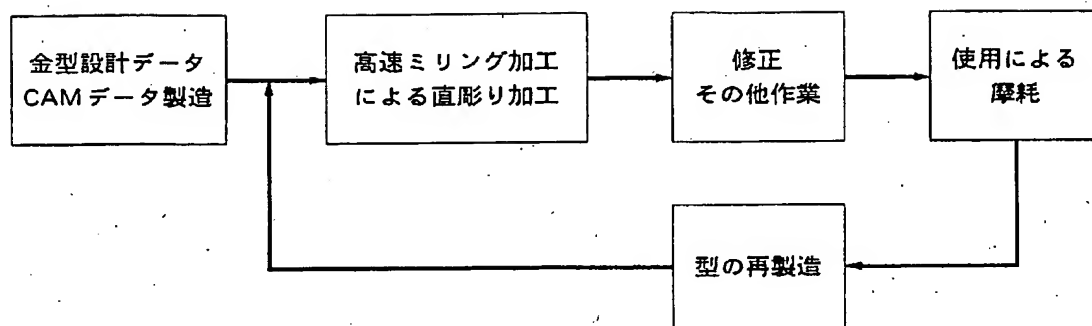 金型設計データ
CAMデータ製造
高速ミリング加工
による直彫り加工
修正
その他作業
使用による
摩耗
型の再製造